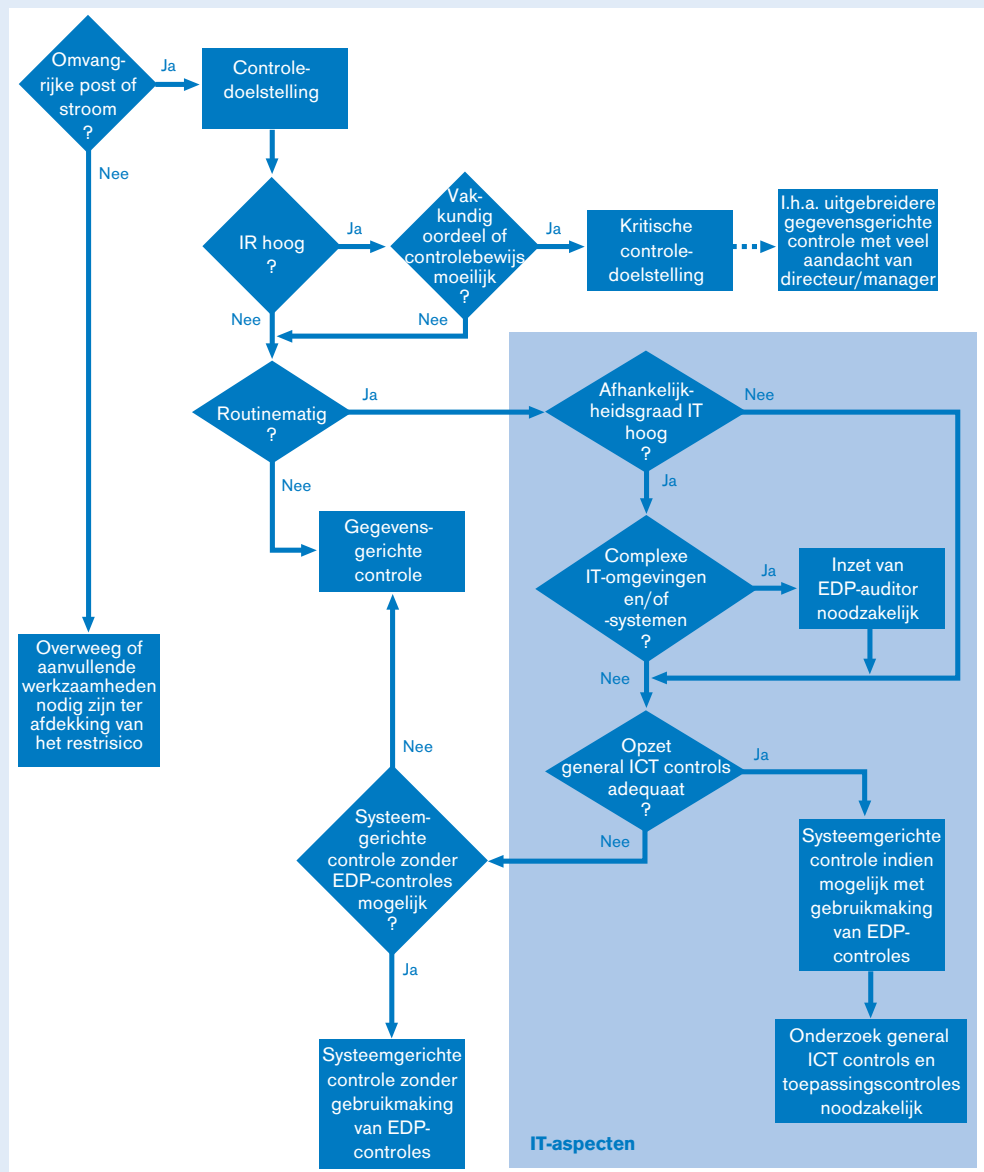 Omvang-
rijke post of
stroom
?
Ja
Controle-
doelstelling
Nee
IR hoog
?
Ja
Vak-
kundig
oordeel of
controlebewijs
moeilijk
?
Ja
Kritische
controle-
doelstelling
I.h.a. uitgebreidere
gegevensgerichte
controle met veel
aandacht van
directeur/manager
Nee
Nee
Routinematig
?
Ja
Afhankelijk-
heidsgraad IT
hoog
?
Nee
Nee
Ja
Gegevens-
gerichte
controle
Complexe
IT-omgevingen
en/of
-systemen
?
Ja
Inzet van
EDP-auditor
noodzakelijk
Overweeg of
aanvullende
werkzaamheden
nodig zijn ter
afdekking van
het restrisico
Nee
Nee
Opzet
general ICT controls
adequaat
?
Ja
Nee
Systeem-
gerichte
controle zonder
EDP-controles
mogelijk
?
Systeemgerichte
controle indien
mogelijk met
gebruikmaking
van EDP-
controles
Ja
Systeemgerichte
controle zonder
gebruikmaking
van EDP-
controles
Onderzoek general
ICT controls en
toepassingscontroles
noodzakelijk
IT-aspecten